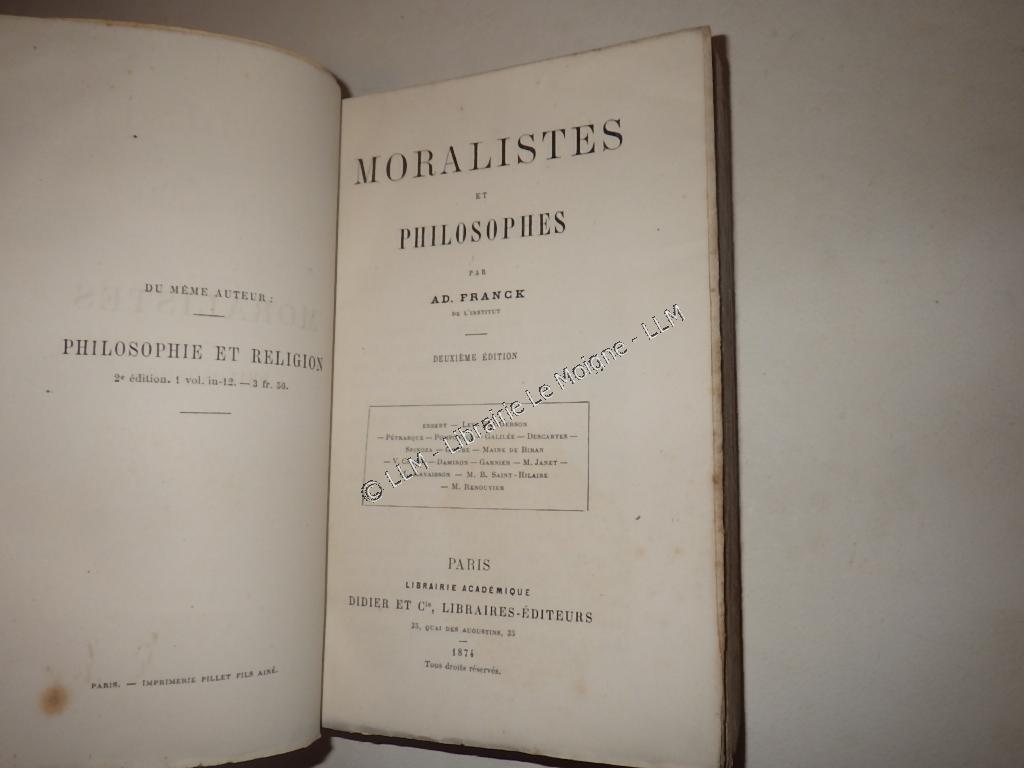 DU MÊME AUTEUR :
PHILOSOPHIE ET RELIGION
2e édition. 1 vol. in-12. — 3 fr. 50.
PARIS. — IMPRIMERIE PILLET FILS AINÉ.
MORALISTES
ET
PHILOSOPHES
PAR
AD. FRANCK
DE L'INSTITUT
DEUXIÈME ÉDITION
— PÉTRARQUE — GALILÉE — DESCARTES —
SPINOZA — MAINE DE BIRAN
— V. — DAMIRON — GARNIER — M. JANET —
— M. B. SAINT-HILAIRE
— M. RENOUVIER
PARIS
LIBRAIRIE ACADÉMIQUE
DIDIER ET Cie, LIBRAIRES-ÉDITEURS
35, QUAI DES AUGUSTINS, 35
1874
Tous droits réservés.
© LLM - Librairie Le Moigne - LLM